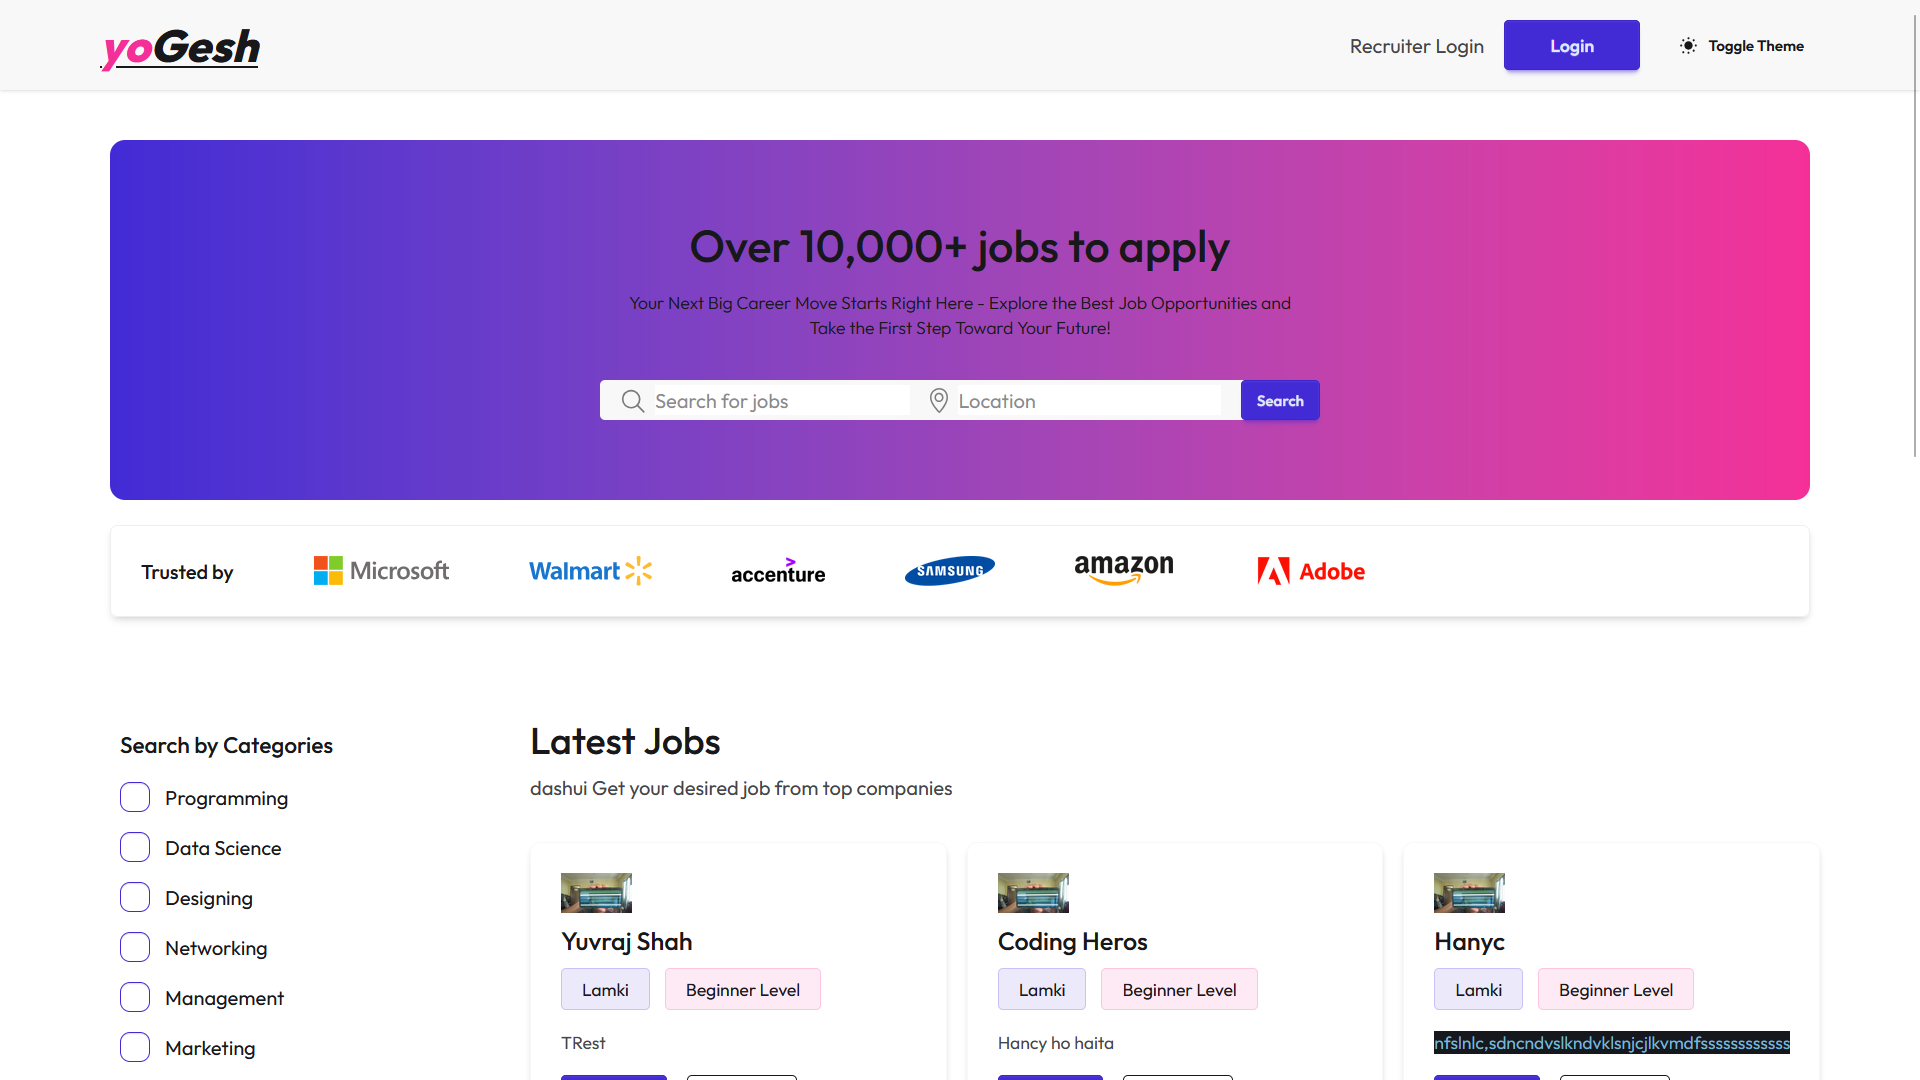 yoGesh
Recruiter Login
Login
Toggle Theme
Over 10,000+ jobs to apply
Your Next Big Career Move Starts Right Here - Explore the Best Job Opportunities and
Take the First Step Toward Your Future!
Search for jobs
Location
Search
Trusted by
Microsoft
Walmart
accenture
SAMSUNG
amazon
Adobe
Search by Categories
Programming
Data Science
Designing
Networking
Management
Marketing
Latest Jobs
dashui Get your desired job from top companies
Yuvraj Shah
Lamki
Beginner Level
TRest
Coding Heros
Lamki
Beginner Level
Hancy ho haita
Hanyc
Lamki
Beginner Level
nfslnlc,sdncndvslkndvklsnjcjlkvmdfssssssssssss